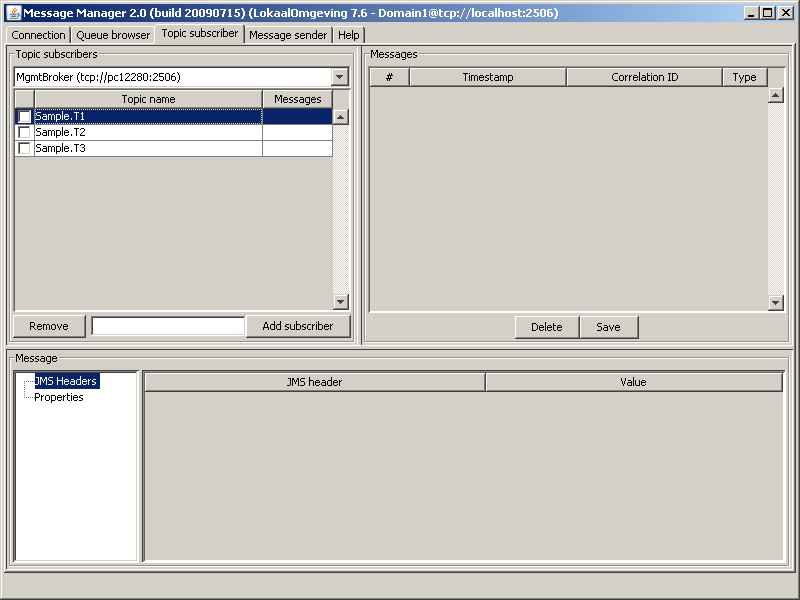 Message Manager 2.0 (build 20090715) (LokaalOmgeving 7.6 - Domain1@tcp://localhost:2506)
Connection Queue browser Topic subscriber Message sender Help
Topic subscribers
MgmtBroker (tcp://pc12280:2506)
Topic name Messages
Sample.T1
Sample.T2
Sample.T3
Remove Add subscriber
Messages
# Timestamp Correlation ID Type
Delete Save
Message
JMS Headers
Properties
JMS header Value